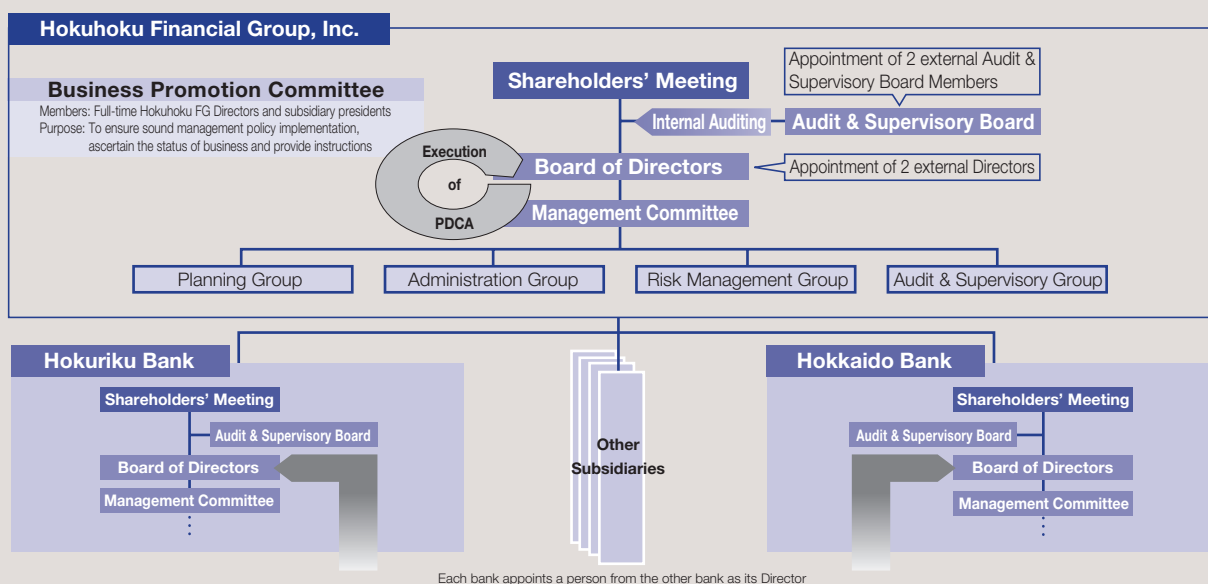 Hokuhoku Financial Group, Inc.
Business Promotion Committee
Members: Full-time Hokuhoku FG Directors and subsidiary presidents
Purpose: To ensure sound management policy implementation,
ascertain the status of business and provide instructions
Shareholders' Meeting
Appointment of 2 external Audit &
Supervisory Board Members
Internal Auditing
Audit & Supervisory Board
Execution
of
PDCA
Board of Directors
Appointment of 2 external Directors
Management Committee
Planning Group
Administration Group
Risk Management Group
Audit & Supervisory Group
Hokuriku Bank
Shareholders' Meeting
Audit & Supervisory Board
Board of Directors
Management Committee
Other
Subsidiaries
Hokkaido Bank
Shareholders' Meeting
Audit & Supervisory Board
Board of Directors
Management Committee
Each bank appoints a person from the other bank as its Director